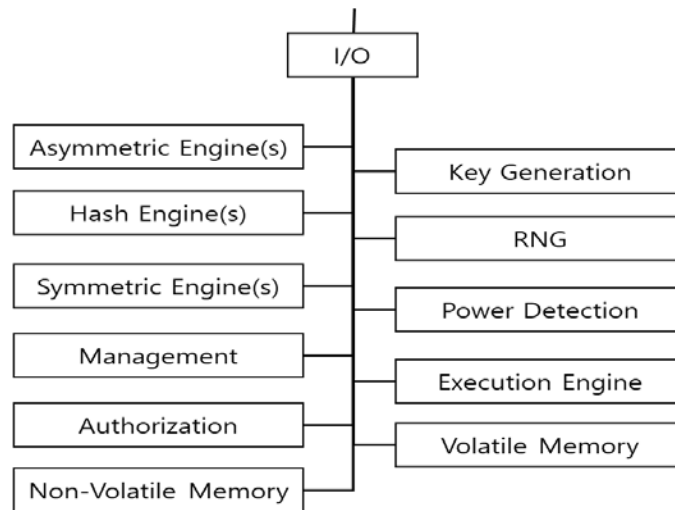 I/O
Asymmetric Engine(s)
Hash Engine(s)
Symmetric Engine(s)
Management
Authorization
Non-Volatile Memory
Key Generation
RNG
Power Detection
Execution Engine
Volatile Memory